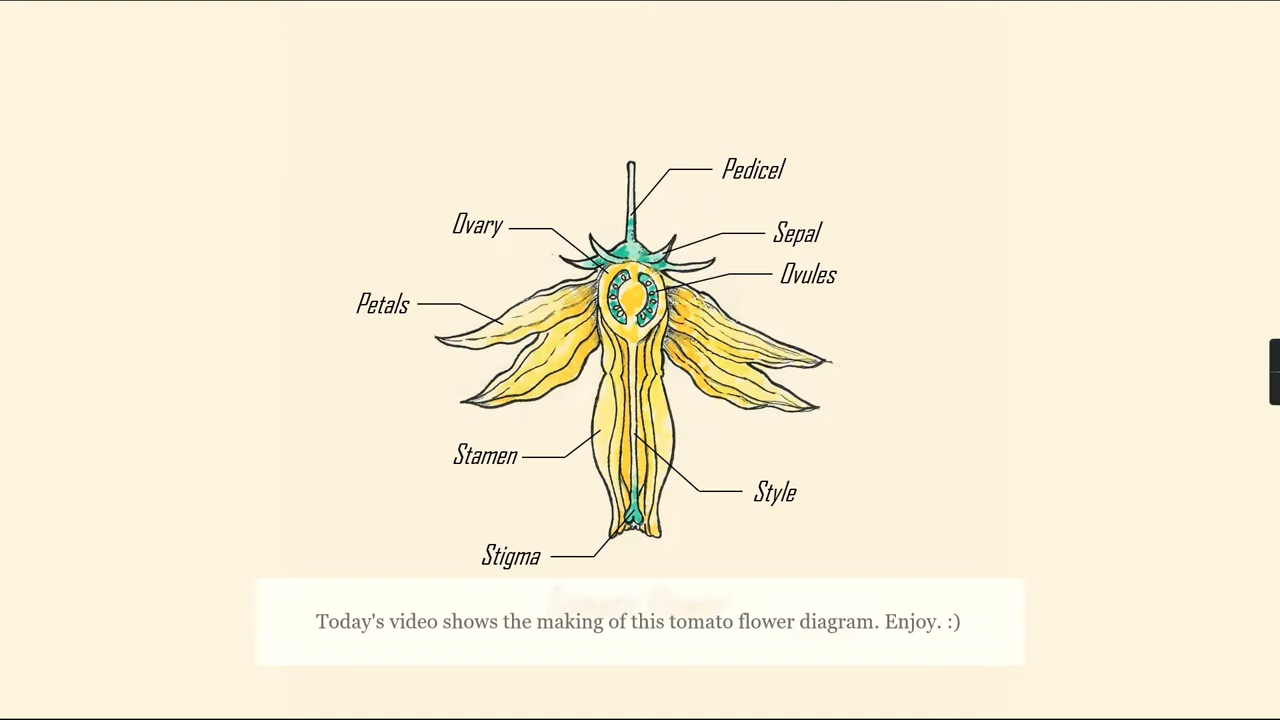 Pedicel
Ovary
Sepal
Ovules
Petals
Stamen
Style
Stigma
Today's video shows the making of this tomato flower diagram. Enjoy. :)